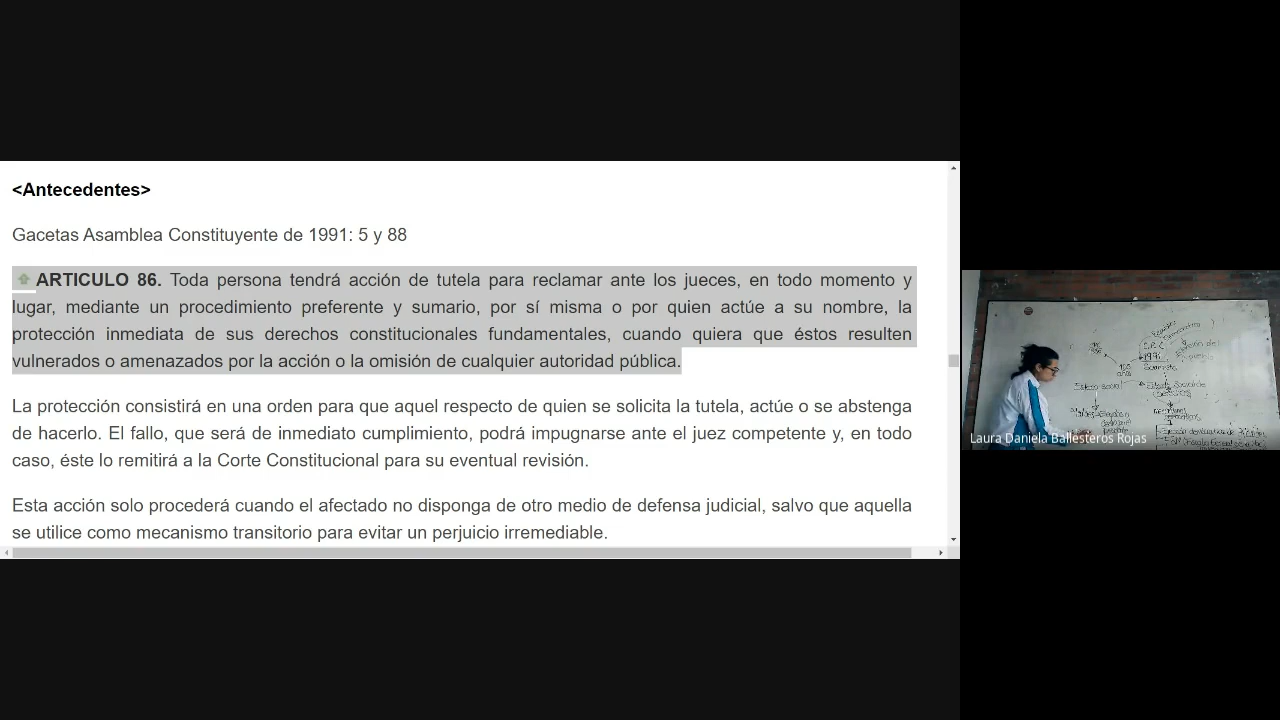 <Antecedentes>
Gacetas Asamblea Constituyente de 1991: 5 y 88
ARTICULO 86. Toda persona tendrá acción de tutela para reclamar ante los jueces, en todo momento y
lugar, mediante un procedimiento preferente y sumario, por sí misma o por quien actúe a su nombre, la
protección inmediata de sus derechos constitucionales fundamentales, cuando quiera que éstos resulten
vulnerados o amenazados por la acción o la omisión de cualquier autoridad pública.
La protección consistirá en una orden para que aquel respecto de quien se solicita la tutela, actúe o se abstenga
de hacerlo. El fallo, que será de inmediato cumplimiento, podrá impugnarse ante el juez competente y, en todo
caso, éste lo remitirá a la Corte Constitucional para su eventual revisión.
Esta acción solo procederá cuando el afectado no disponga de otro medio de defensa judicial, salvo que aquella
se utilice como mecanismo transitorio para evitar un perjuicio irremediable.
1991
100
años
Laura Daniela Ballesteros Rojas